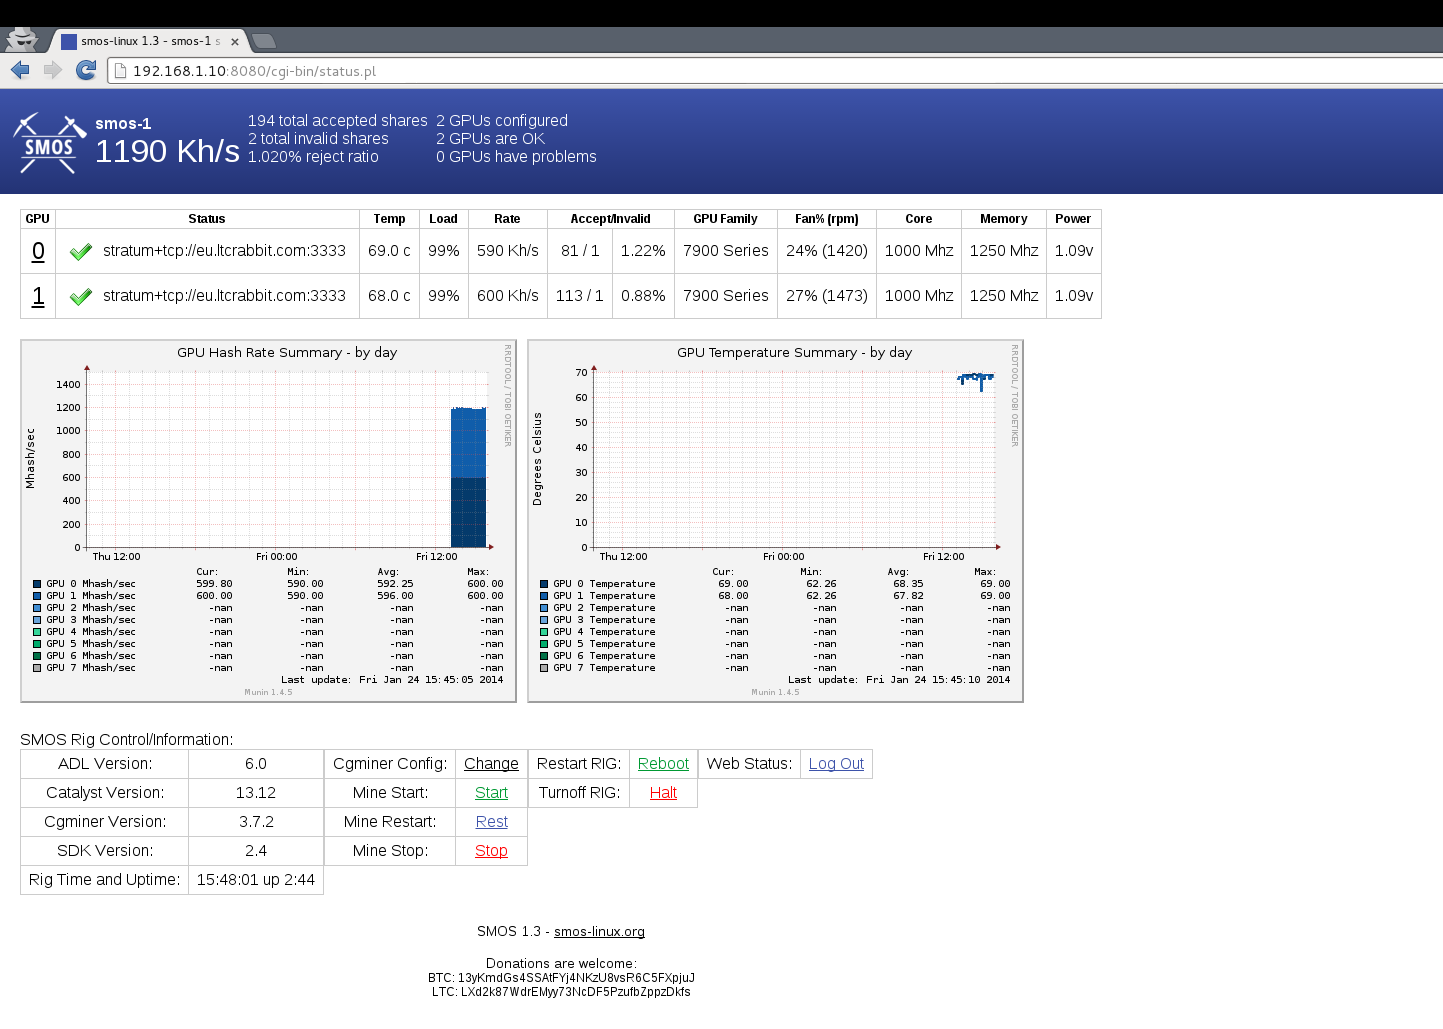 smos-linux 1.3 - smos-1 s
192.168.1.10:8080/cgi-bin/status.pl
SMOS
smos-1
1190 Kh/s
194 total accepted shares 2 GPUs configured
2 total invalid shares 2 GPUs are OK
1.020% reject ratio 0 GPUs have problems
GPU Status Temp Load Rate Accept/Invalid GPU Family Fan% (rpm) Core Memory Power
0 stratum+tcp://eu.ltcrabbit.com:3333 69.0 c 99% 590 Kh/s 81 / 1 1.22% 7900 Series 24% (1420) 1000 Mhz 1250 Mhz 1.09v
1 stratum+tcp://eu.ltcrabbit.com:3333 68.0 c 99% 600 Kh/s 113 / 1 0.88% 7900 Series 27% (1473) 1000 Mhz 1250 Mhz 1.09v
GPU Hash Rate Summary - by day
RRDTOOL / TOBI OETIKER
Mhash/sec
1400
1200
1000
800
600
400
200
0
Thu 12:00 Fri 00:00 Fri 12:00
Cur: Min: Avg: Max:
GPU 0 Mhash/sec 599.80 590.00 592.25 600.00
GPU 1 Mhash/sec 600.00 590.00 596.00 600.00
GPU 2 Mhash/sec -nan -nan -nan -nan
GPU 3 Mhash/sec -nan -nan -nan -nan
GPU 4 Mhash/sec -nan -nan -nan -nan
GPU 5 Mhash/sec -nan -nan -nan -nan
GPU 6 Mhash/sec -nan -nan -nan -nan
GPU 7 Mhash/sec -nan -nan -nan -nan
Last update: Fri Jan 24 15:45:05 2014
Munin 1.4.5
GPU Temperature Summary - by day
RRDTOOL / TOBI OETIKER
Degrees Celsius
70
60
50
40
30
20
10
0
Thu 12:00 Fri 00:00 Fri 12:00
Cur: Min: Avg: Max:
GPU 0 Temperature 69.00 62.26 68.35 69.00
GPU 1 Temperature 68.00 62.26 67.82 69.00
GPU 2 Temperature -nan -nan -nan -nan
GPU 3 Temperature -nan -nan -nan -nan
GPU 4 Temperature -nan -nan -nan -nan
GPU 5 Temperature -nan -nan -nan -nan
GPU 6 Temperature -nan -nan -nan -nan
GPU 7 Temperature -nan -nan -nan -nan
Last update: Fri Jan 24 15:45:10 2014
Munin 1.4.5
SMOS Rig Control/Information:
ADL Version: 6.0 Cgminer Config: Change Restart RIG: Reboot Web Status: Log Out
Catalyst Version: 13.12 Mine Start: Start Turnoff RIG: Halt
Cgminer Version: 3.7.2 Mine Restart: Rest
SDK Version: 2.4 Mine Stop: Stop
Rig Time and Uptime: 15:48:01 up 2:44
SMOS 1.3 - smos-linux.org
Donations are welcome:
BTC: 13yKmdGs4SSAtFYj4NKzU8vsR6C5FXpjuJ
LTC: LXd2k87WdrEMyy73NcDF5PzufbZppzDkfs